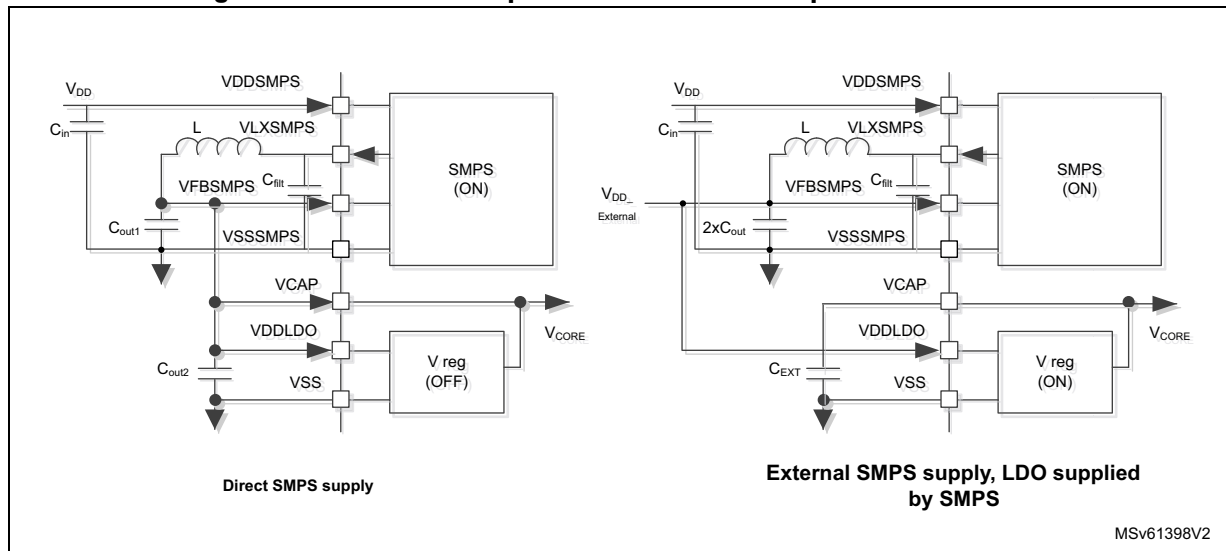 VDD
VDDSMPS
Cin
L
VLXSMPS
SMPS
(ON)
VFBSMPS
Cfilt
Cout1
VSSSMPS
VCAP
VCORE
VDDLDO
V reg
(OFF)
Cout2
VSS
Direct SMPS supply
VDD
VDDSMPS
Cin
L
VLXSMPS
SMPS
(ON)
VFBSMPS
Cfilt
VDD_
External
2xCout
VSSSMPS
VCAP
VCORE
VDDLDO
V reg
(ON)
CEXT
VSS
External SMPS supply, LDO supplied
by SMPS
MSv61398V2